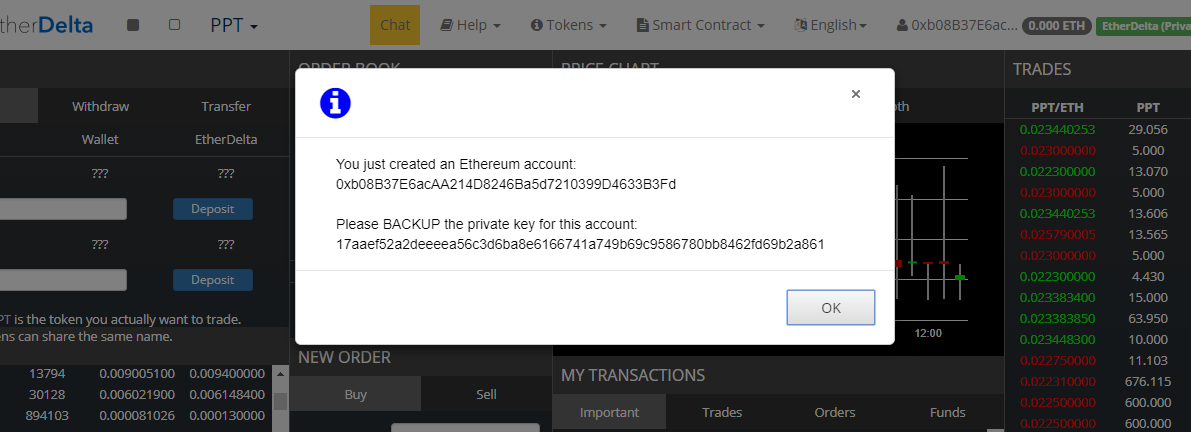 therDelta
PPT
Chat
Help
Tokens
Smart Contract
English
0xb08B37E6ac...
0.000 ETH
EtherDelta (Priva
ORDER BOOK
PRICE CHART
TRADES
Withdraw
Transfer
pth
PPT/ETH
PPT
Wallet
EtherDelta
???
???
Deposit
???
???
Deposit
PT is the token you actually want to trade.
ens can share the same name.
13794 0.009005100 0.009400000
30128 0.006021900 0.006148400
894103 0.000081026 0.000130000
×
You just created an Ethereum account:
0xb08B37E6acAA214D8246Ba5d7210399D4633B3Fd
Please BACKUP the private key for this account:
17aaef52a2deeeea56c3d6ba8e6166741a749b69c9586780bb8462fd69b2a861
OK
12:00
NEW ORDER
Buy
Sell
MY TRANSACTIONS
Important
Trades
Orders
Funds
0.023440253 29.056
0.023000000 5.000
0.022300000 13.070
0.023000000 5.000
0.023440253 13.606
0.025790005 13.565
0.023000000 5.000
0.022300000 4.430
0.023383400 15.000
0.023383850 63.950
0.023448300 10.000
0.022750000 11.103
0.022310000 676.115
0.022500000 600.000
0.022500000 600.000